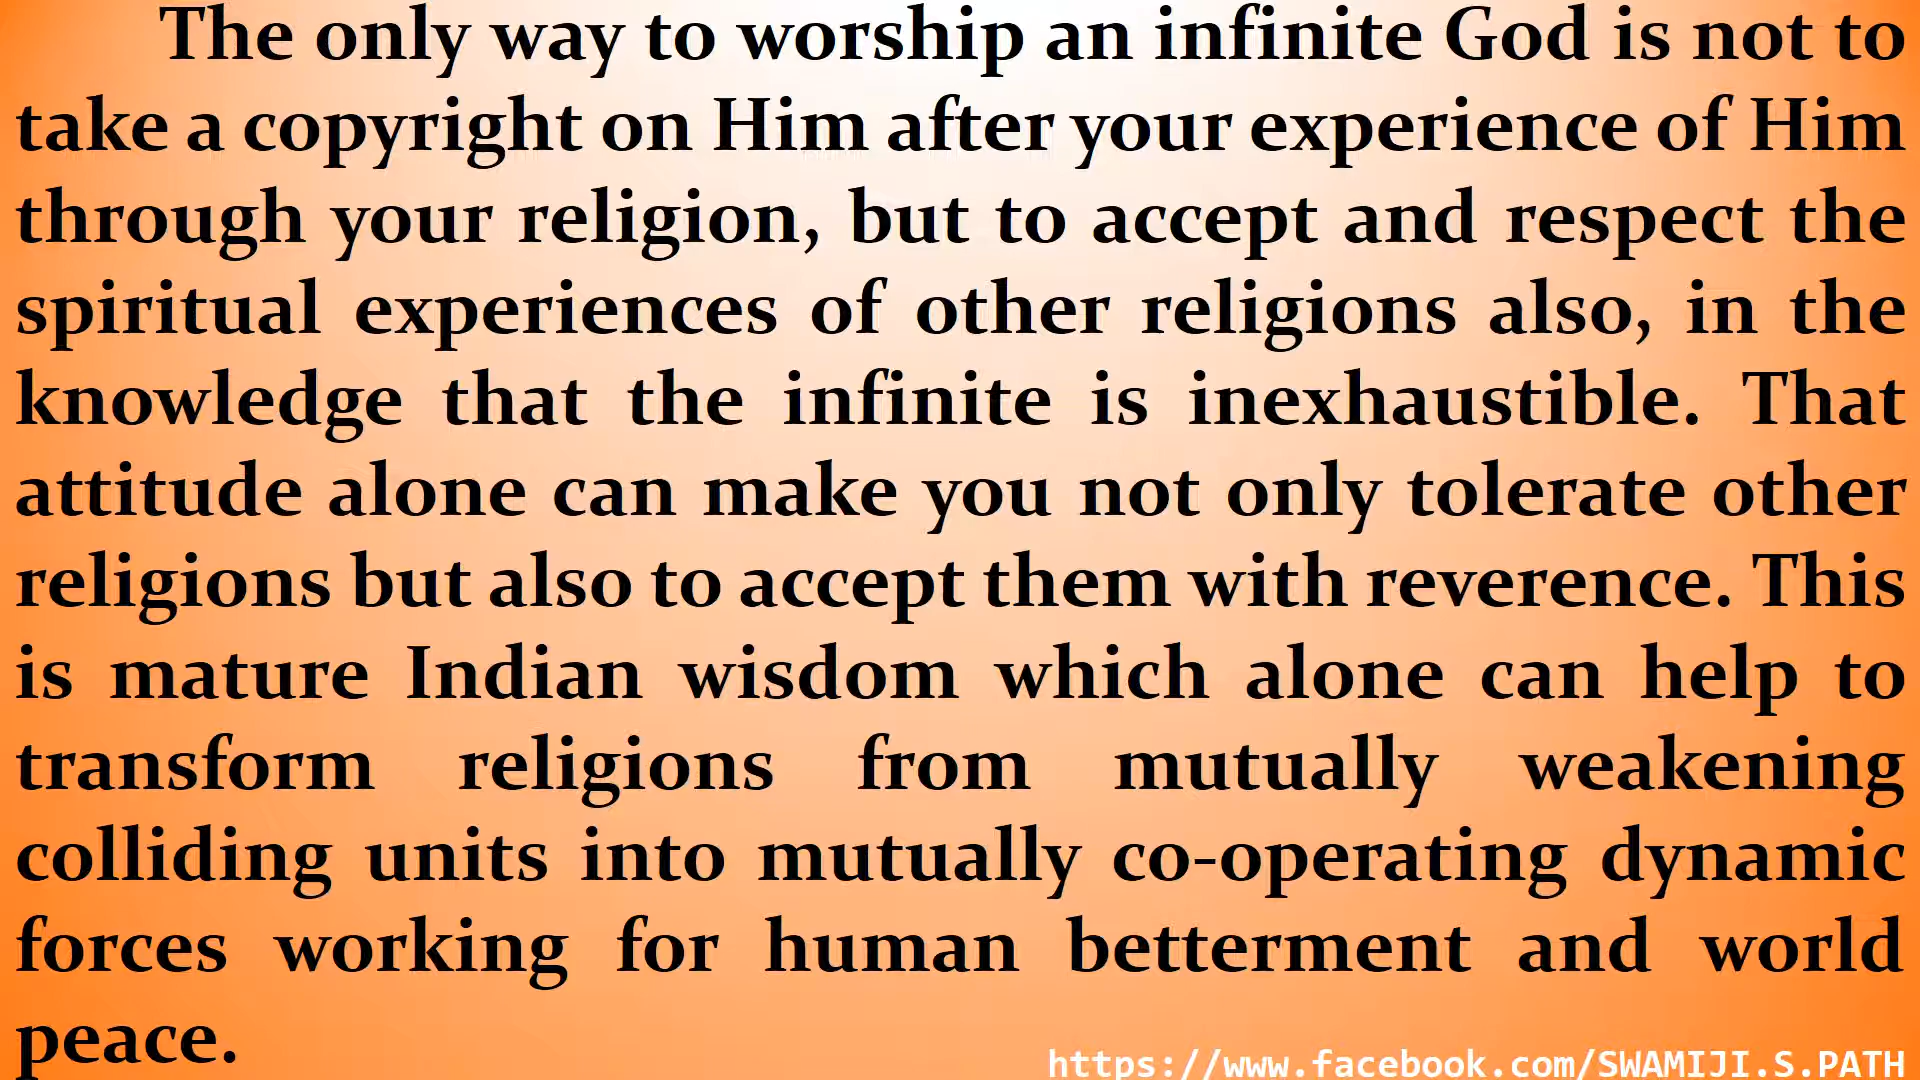 The only way to worship an infinite God is not to
take a copyright on Him after your experience of Him
through your religion, but to accept and respect the
spiritual experiences of other religions also, in the
knowledge that the infinite is inexhaustible. That
attitude alone can make you not only tolerate other
religions but also to accept them with reverence. This
is mature Indian wisdom which alone can help to
transform religions from mutually weakening
colliding units into mutually co-operating dynamic
forces working for human betterment and world
peace.
https://www.facebook.com/SWAMIJI.S.PATH